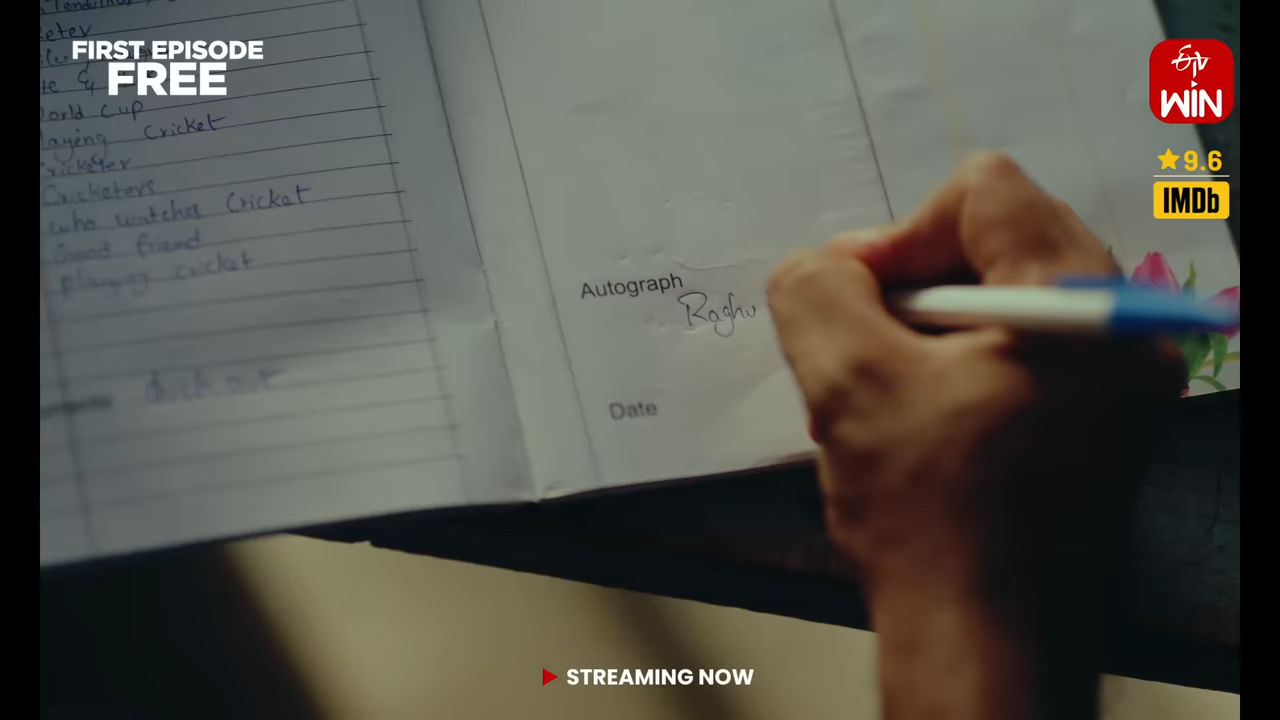 FIRST EPISODE
FREE
ETV
WIN
9.6
IMDb
World Cup
Playing Cricket
Cricketer
Cricketers
who watches Cricket
Good friend
playing cricket
Autograph
Raghu
Date
STREAMING NOW